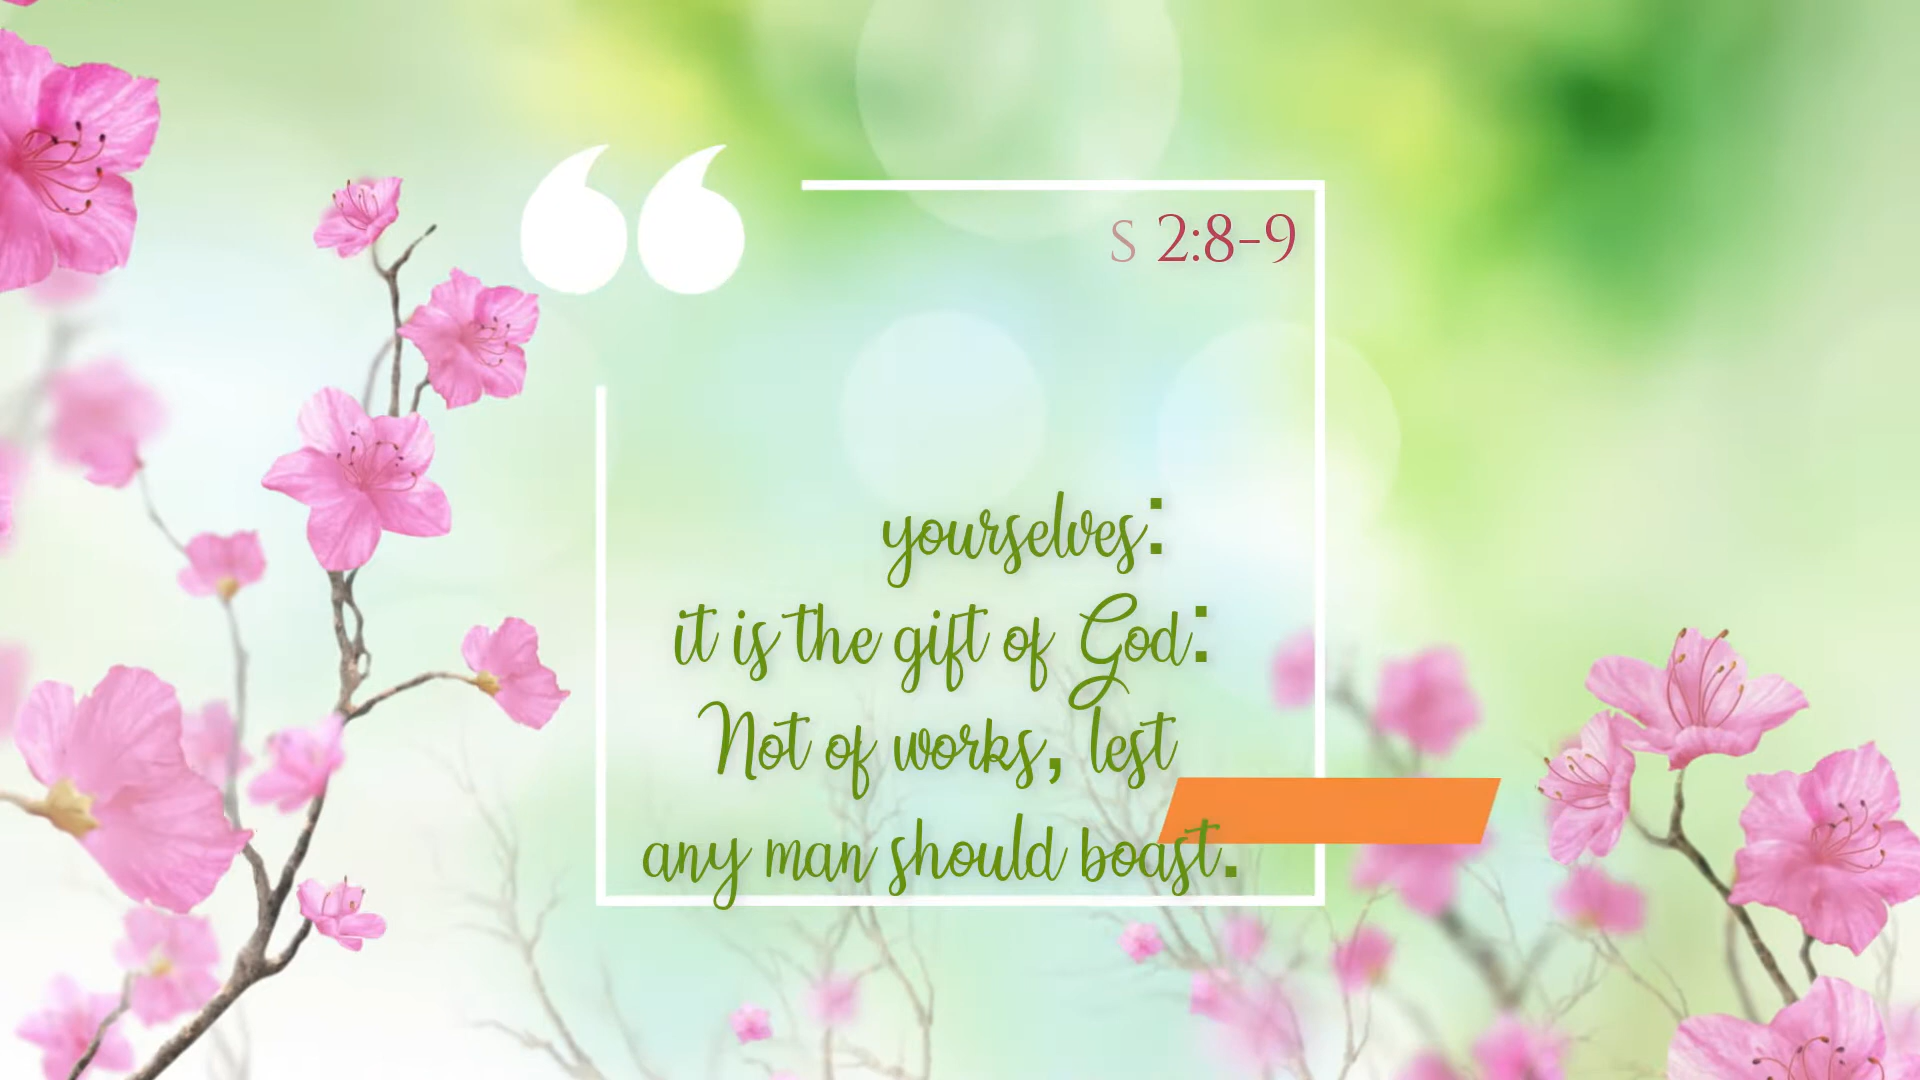 S 2:8-9
yourselves:
it is the gift of God:
Not of works, lest
any man should boast.